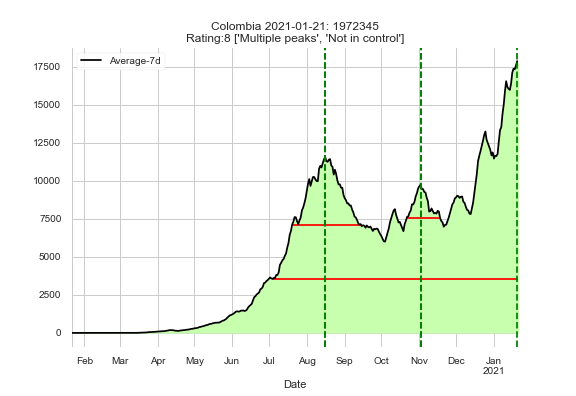 Colombia 2021-01-21: 1972345
Rating:8 ['Multiple peaks', 'Not in control']
Average-7d
17500
15000
12500
10000
7500
5000
2500
0
Feb Mar Apr May Jun Jul Aug Sep Oct Nov Dec Jan
2021
Date